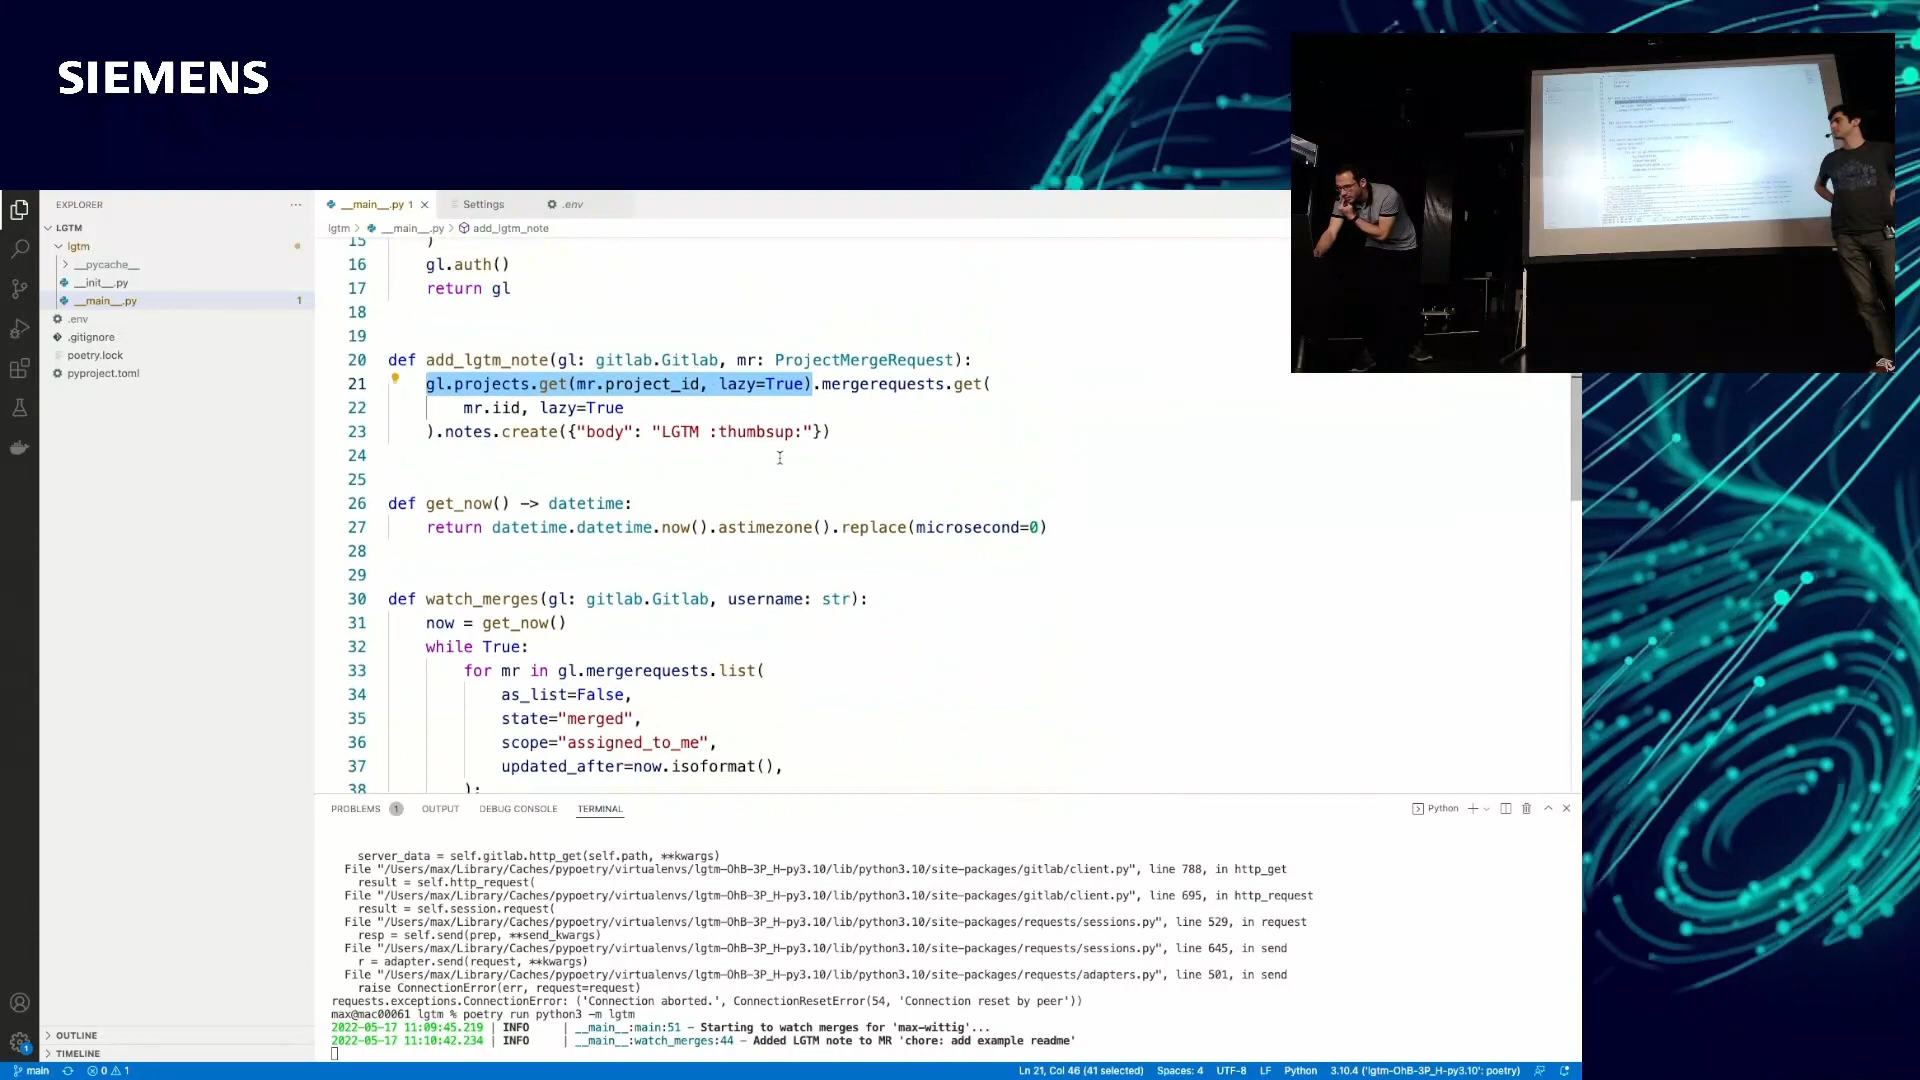 SIEMENS
EXPLORER
LGTM
lgtm
__pycache__
__init__.py
__main__.py 1
.env
.gitignore
poetry.lock
pyproject.toml
OUTLINE
TIMELINE
__main__.py 1
Settings
.env
lgtm > __main__.py > add_lgtm_note
15 )
16 gl.auth()
17 return gl
18
19
20 def add_lgtm_note(gl: gitlab.Gitlab, mr: ProjectMergeRequest):
21 gl.projects.get(mr.project_id, lazy=True).mergerequests.get(
22 mr.iid, lazy=True
23 ).notes.create({"body": "LGTM :thumbsup:"})
24
25
26 def get_now() -> datetime:
27 return datetime.datetime.now().astimezone().replace(microsecond=0)
28
29
30 def watch_merges(gl: gitlab.Gitlab, username: str):
31 now = get_now()
32 while True:
33 for mr in gl.mergerequests.list(
34 as_list=False,
35 state="merged",
36 scope="assigned_to_me",
37 updated_after=now.isoformat(),
38 ):
PROBLEMS 1 OUTPUT DEBUG CONSOLE TERMINAL
Python
server_data = self.gitlab.http_get(self.path, **kwargs)
File "/Users/max/Library/Caches/pypoetry/virtualenvs/lgtm-OhB-3P_H-py3.10/lib/python3.10/site-packages/gitlab/client.py", line 788, in http_get
result = self.http_request(
File "/Users/max/Library/Caches/pypoetry/virtualenvs/lgtm-OhB-3P_H-py3.10/lib/python3.10/site-packages/gitlab/client.py", line 695, in http_request
result = self.session.request(
File "/Users/max/Library/Caches/pypoetry/virtualenvs/lgtm-OhB-3P_H-py3.10/lib/python3.10/site-packages/requests/sessions.py", line 529, in request
resp = self.send(prep, **send_kwargs)
File "/Users/max/Library/Caches/pypoetry/virtualenvs/lgtm-OhB-3P_H-py3.10/lib/python3.10/site-packages/requests/sessions.py", line 645, in send
r = adapter.send(request, **kwargs)
File "/Users/max/Library/Caches/pypoetry/virtualenvs/lgtm-OhB-3P_H-py3.10/lib/python3.10/site-packages/requests/adapters.py", line 501, in send
raise ConnectionError(err, request=request)
requests.exceptions.ConnectionError: ('Connection aborted.', ConnectionResetError(54, 'Connection reset by peer'))
max@mac00061 lgtm % poetry run python3 -m lgtm
2022-05-17 11:09:45.219 | INFO | __main__:main:51 - Starting to watch merges for 'max-wittig'...
2022-05-17 11:10:42.234 | INFO | __main__:watch_merges:44 - Added LGTM note to MR 'chore: add example readme'
main 0 1 Ln 21, Col 46 (41 selected) Spaces: 4 UTF-8 LF Python 3.10.4 ('lgtm-OhB-3P_H-py3.10': poetry)